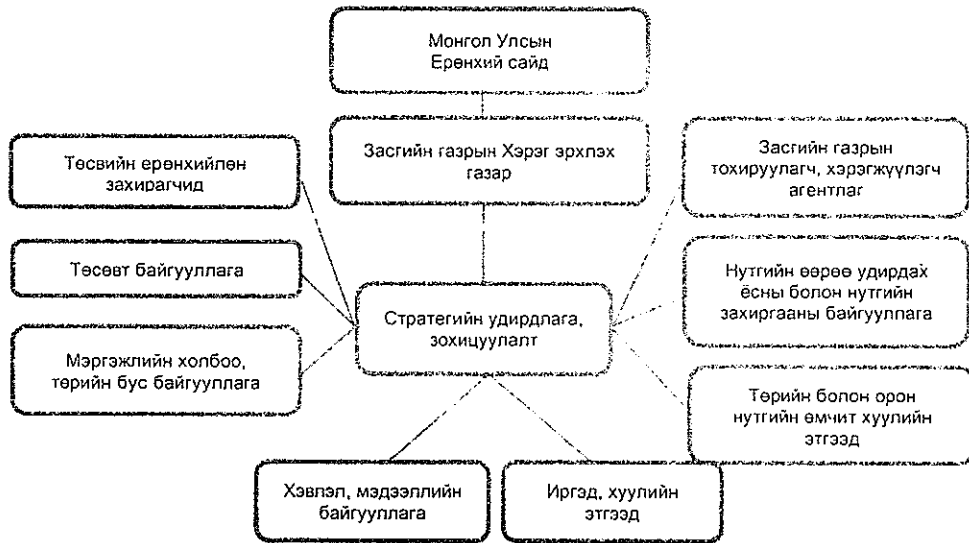 Монгол Улсын
Ерөнхий сайд
Засгийн газрын Хэрэг эрхлэх
газар
Төсвийн ерөнхийлөн
захирагчид
Төсөвт байгууллага
Мэргэжлийн холбоо,
төрийн бус байгууллага
Стратегийн удирдлага,
зохицуулалт
Засгийн газрын
тохируулагч, хэрэгжүүлэгч
агентлаг
Нутгийн өөрөө удирдах
ёсны болон нутгийн
захиргааны байгууллага
Төрийн болон орон
нутгийн өмчит хуулийн
этгээд
Хэвлэл, мэдээллийн
байгууллага
Иргэд, хуулийн
этгээд